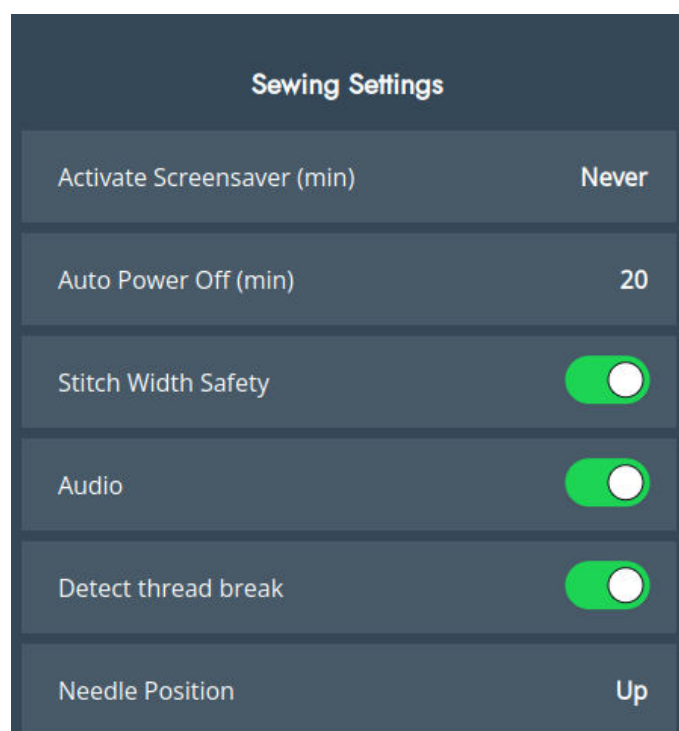 Sewing Settings
Activate Screensaver (min) Never
Auto Power Off (min) 20
Stitch Width Safety
Audio
Detect thread break
Needle Position Up